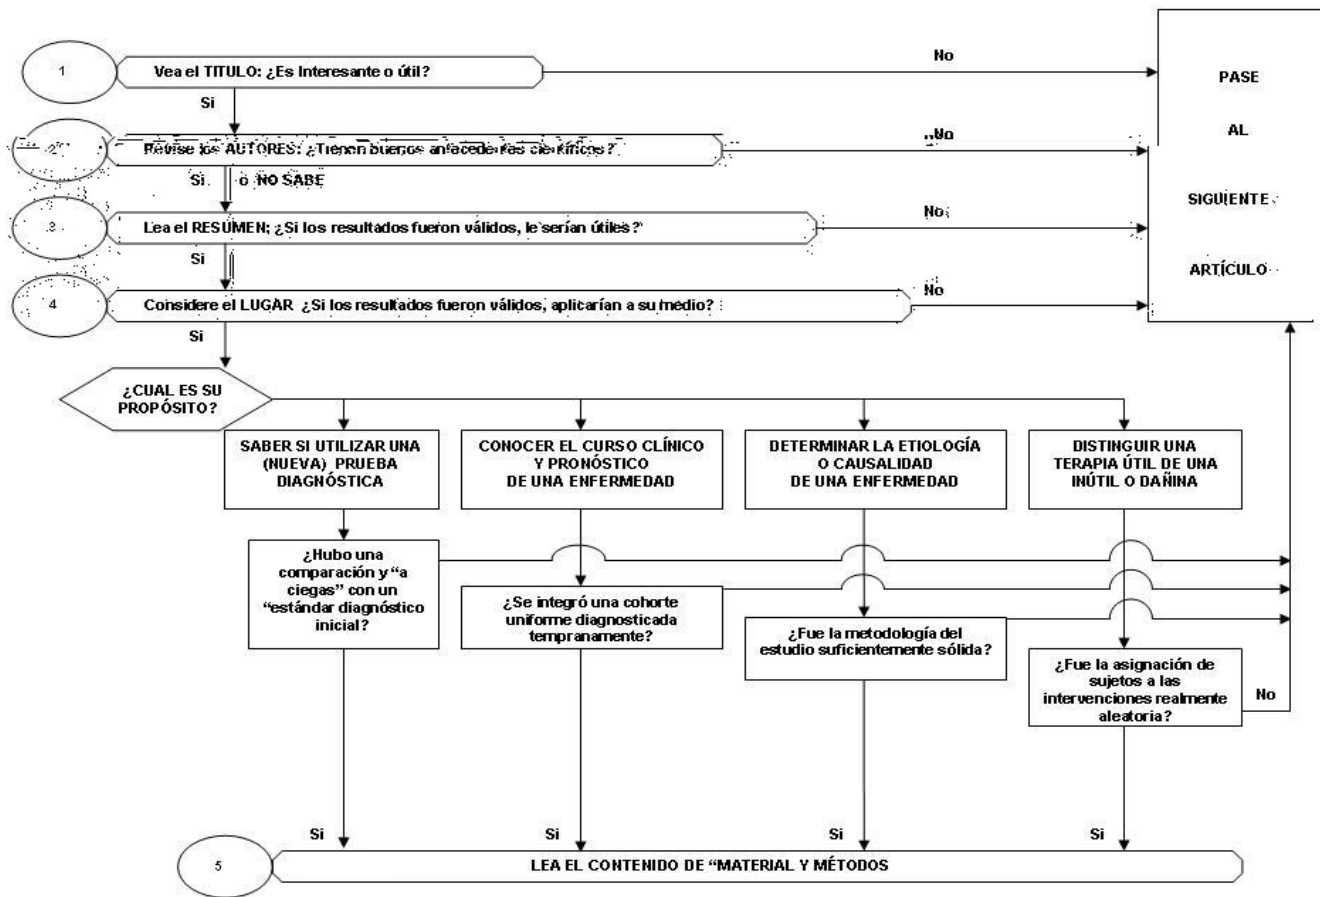 1
Vea el TITULO: ¿Es Interesante o útil?
No
Si
PASE
AL
SIGUIENTE
ARTÍCULO
2
Revise los AUTORES: ¿Tienen buenos antecedentes científicos?
No
Si o NO SABE
3
Lea el RESUMEN: ¿Si los resultados fueron válidos, le serían útiles?
No
Si
4
Considere el LUGAR ¿Si los resultados fueron válidos, aplicarían a su medio?
No
Si
¿CUAL ES SU
PROPÓSITO?
SABER SI UTILIZAR UNA
(NUEVA) PRUEBA
DIAGNÓSTICA
CONOCER EL CURSO CLÍNICO
Y PRONÓSTICO
DE UNA ENFERMEDAD
DETERMINAR LA ETIOLOGÍA
O CAUSALIDAD
DE UNA ENFERMEDAD
DISTINGUIR UNA
TERAPIA ÚTIL DE UNA
INÚTIL O DAÑINA
¿Hubo una
comparación y “a
ciegas” con un
“estándar diagnóstico
inicial?
¿Se integró una cohorte
uniforme diagnosticada
tempranamente?
¿Fue la metodología del
estudio suficientemente sólida?
¿Fue la asignación de
sujetos a las
intervenciones realmente
aleatoria?
No
Si
Si
Si
Si
5
LEA EL CONTENIDO DE “MATERIAL Y MÉTODOS